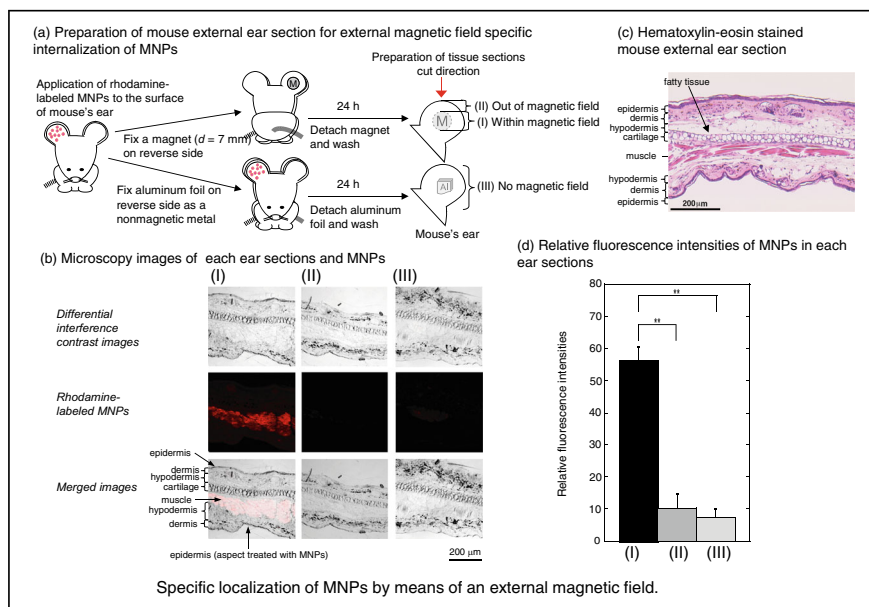 (a) Preparation of mouse external ear section for external magnetic field specific
internalization of MNPs
Application of rhodamine-
labeled MNPs to the surface
of mouse's ear
Fix a magnet (d = 7 mm)
on reverse side
Fix aluminum foil on
reverse side as a
nonmagnetic metal
M
24 h
Detach magnet
and wash
24 h
Detach aluminum
foil and wash
Preparation of tissue sections
cut direction
M
(II) Out of magnetic field
(I) Within magnetic field
Al
(III) No magnetic field
Mouse's ear
(b) Microscopy images of each ear sections and MNPs
(I) (II) (III)
Differential
interference
contrast images
Rhodamine-
labeled MNPs
Merged images
epidermis
dermis
hypodermis
cartilage
muscle
hypodermis
dermis
epidermis (aspect treated with MNPs)
200 µm
(c) Hematoxylin-eosin stained
mouse external ear section
fatty tissue
epidermis
dermis
hypodermis
cartilage
muscle
hypodermis
dermis
epidermis
200µm
(d) Relative fluorescence intensities of MNPs in each
ear sections
Relative fluorescence intensities
80
70
60
50
40
30
20
10
0
**
**
(I) (II) (III)
Specific localization of MNPs by means of an external magnetic field.